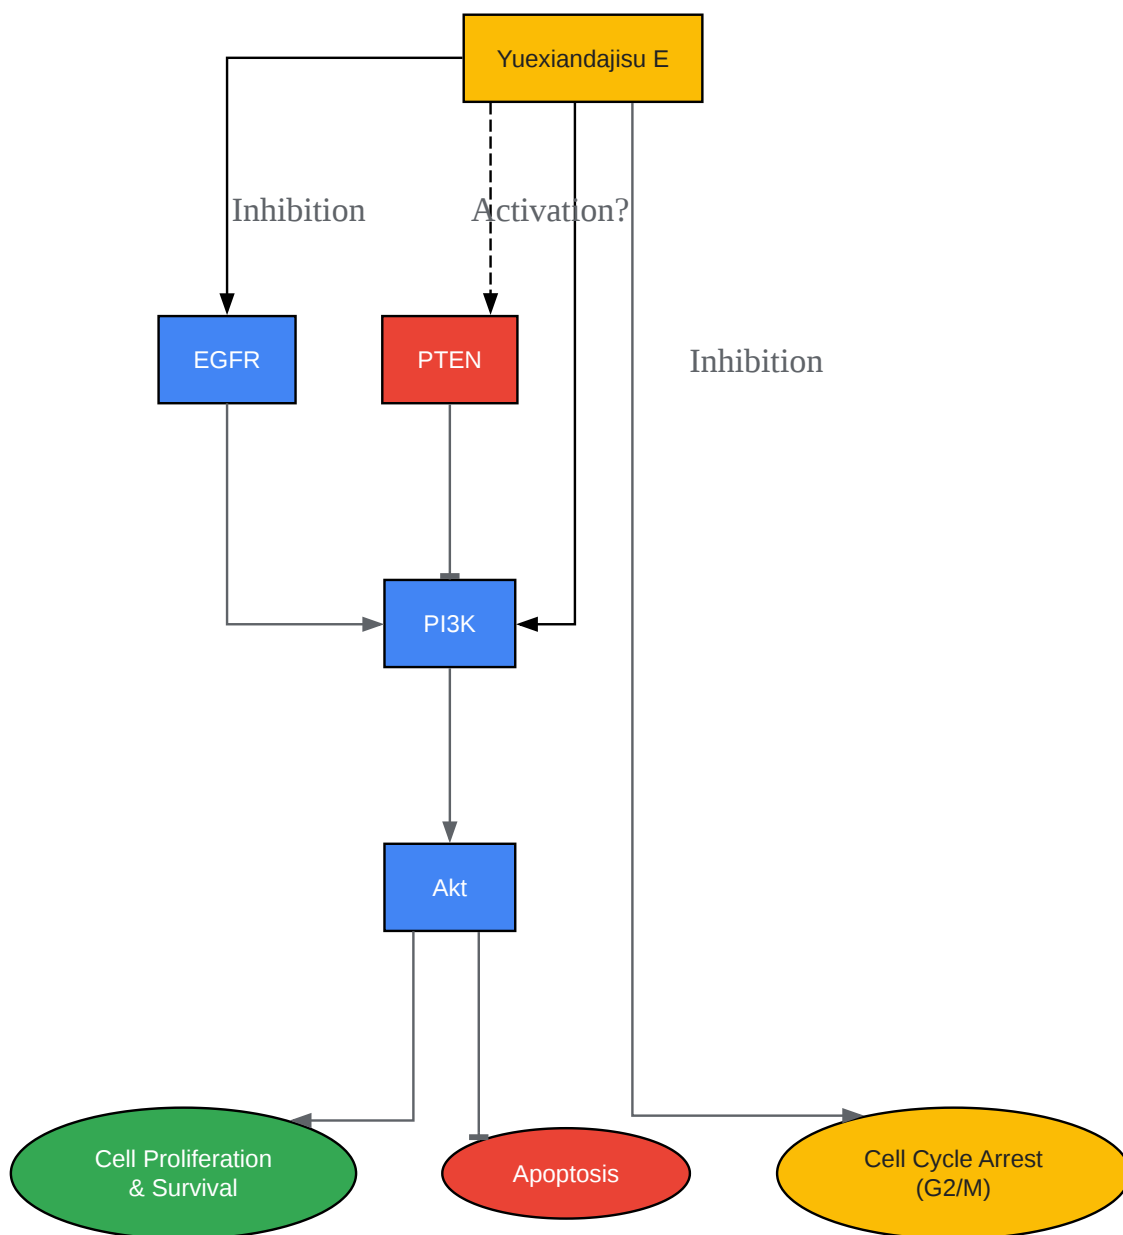 Yuexiandajisu E
Inhibition
Activation?
EGFR
PTEN
Inhibition
PI3K
Akt
Cell Proliferation
& Survival
Apoptosis
Cell Cycle Arrest
(G2/M)